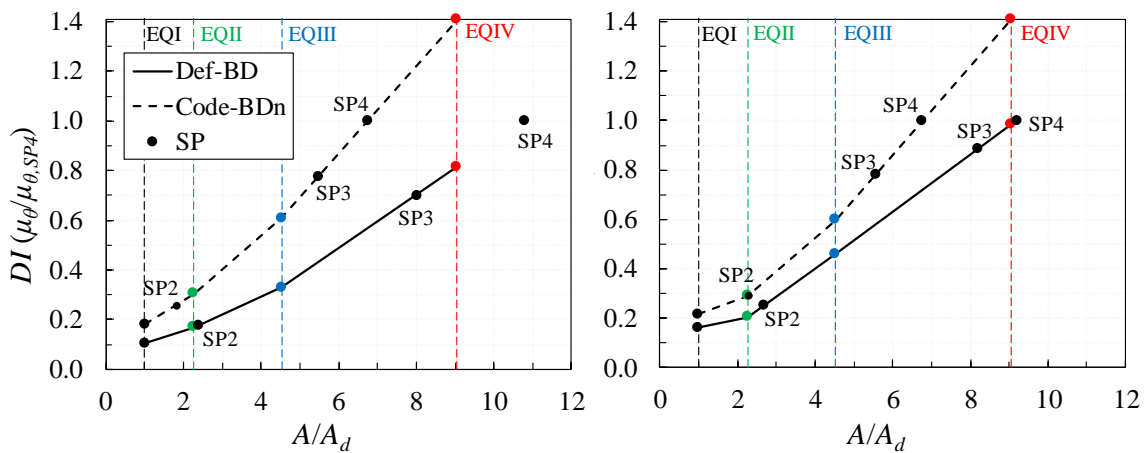 1.4
1.2
1.0
0.8
0.6
0.4
0.2
0.0
DI (μθ/μθ,SP4)
EQI
EQII
EQIII
EQIV
Def-BD
Code-BDn
SP
SP4
SP4
SP3
SP3
SP2
SP2
0 2 4 6 8 10 12
A/Ad
1.4
1.2
1.0
0.8
0.6
0.4
0.2
0.0
EQI
EQII
EQIII
EQIV
SP4
SP4
SP3
SP3
SP2
SP2
0 2 4 6 8 10 12
A/Ad